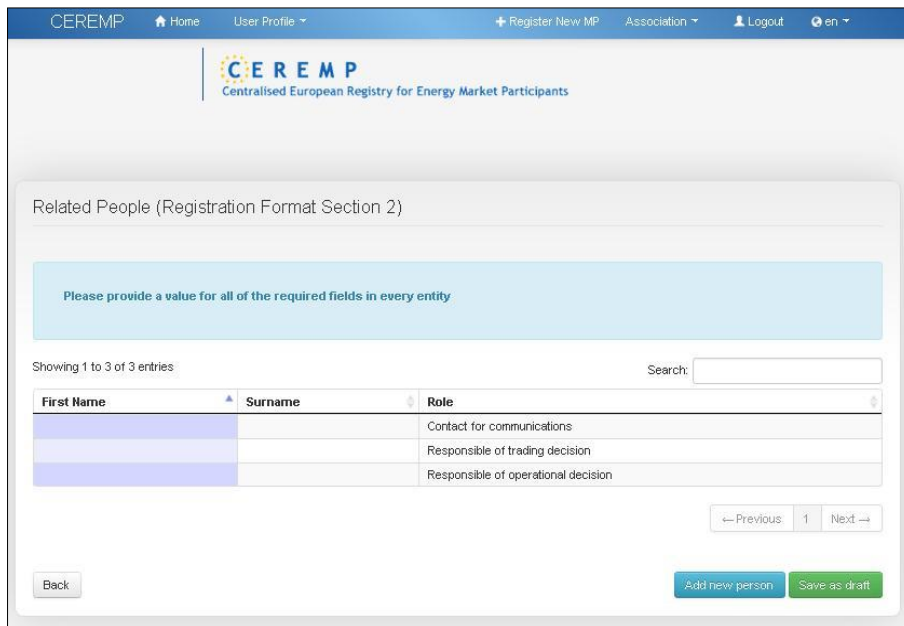 CEREMP Home User Profile Register New MP Association Logout en
CEREMP
Centralised European Registry for Energy Market Participants
Related People (Registration Format Section 2)
Please provide a value for all of the required fields in every entity
Showing 1 to 3 of 3 entries Search:
First Name Surname Role
Contact for communications
Responsible of trading decision
Responsible of operational decision
← Previous 1 Next →
Back Add new person Save as draft